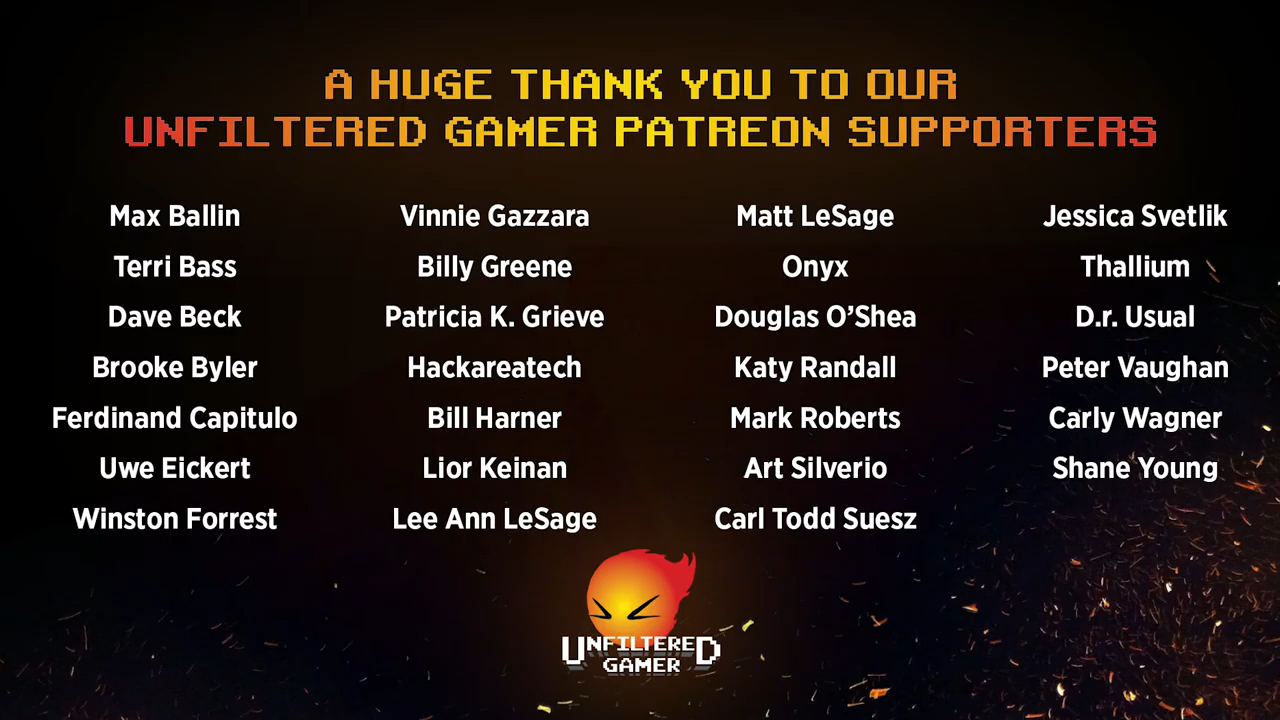 A HUGE THANK YOU TO OUR
UNFILTERED GAMER PATREON SUPPORTERS
Max Ballin
Terri Bass
Dave Beck
Brooke Byler
Ferdinand Capitulo
Uwe Eickert
Winston Forrest
Vinnie Gazzara
Billy Greene
Patricia K. Grieve
Hackareatech
Bill Harner
Lior Keinan
Lee Ann LeSage
Matt LeSage
Onyx
Douglas O’Shea
Katy Randall
Mark Roberts
Art Silverio
Carl Todd Suesz
Jessica Svetlik
Thallium
D.r. Usual
Peter Vaughan
Carly Wagner
Shane Young
UNFILTERED
GAMER